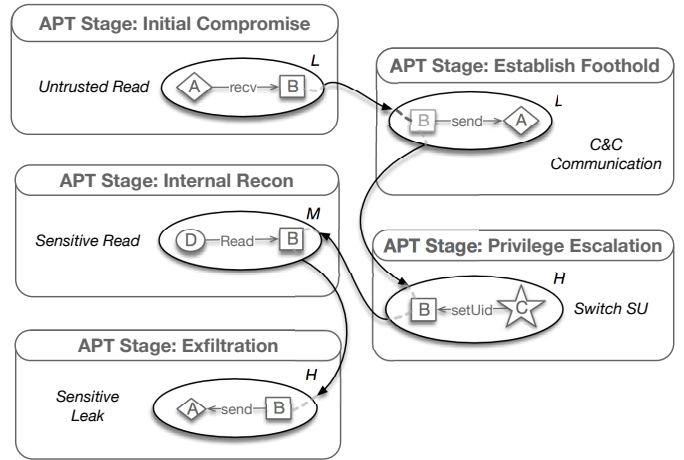 APT Stage: Initial Compromise
L
Untrusted Read
A recv B
APT Stage: Establish Foothold
L
B send A
C&C
Communication
APT Stage: Internal Recon
M
Sensitive Read
D Read B
APT Stage: Privilege Escalation
H
B setUid C
Switch SU
APT Stage: Exfiltration
H
Sensitive
Leak
A send B